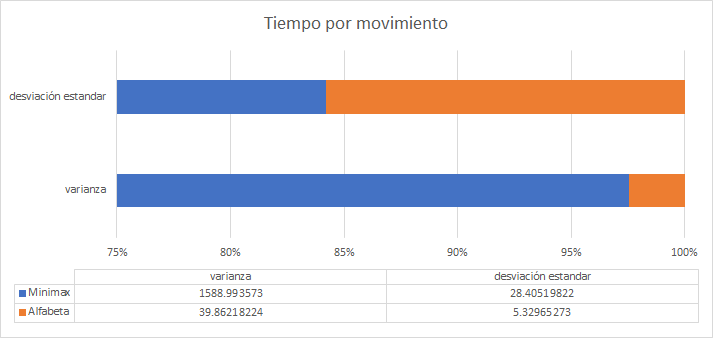 Tiempo por movimiento
desviación estandar
varianza
75% 80% 85% 90% 95% 100%
varianza desviación estandar
Minimax 1588.993573 28.40519822
Alfabeta 39.86218224 5.32965273